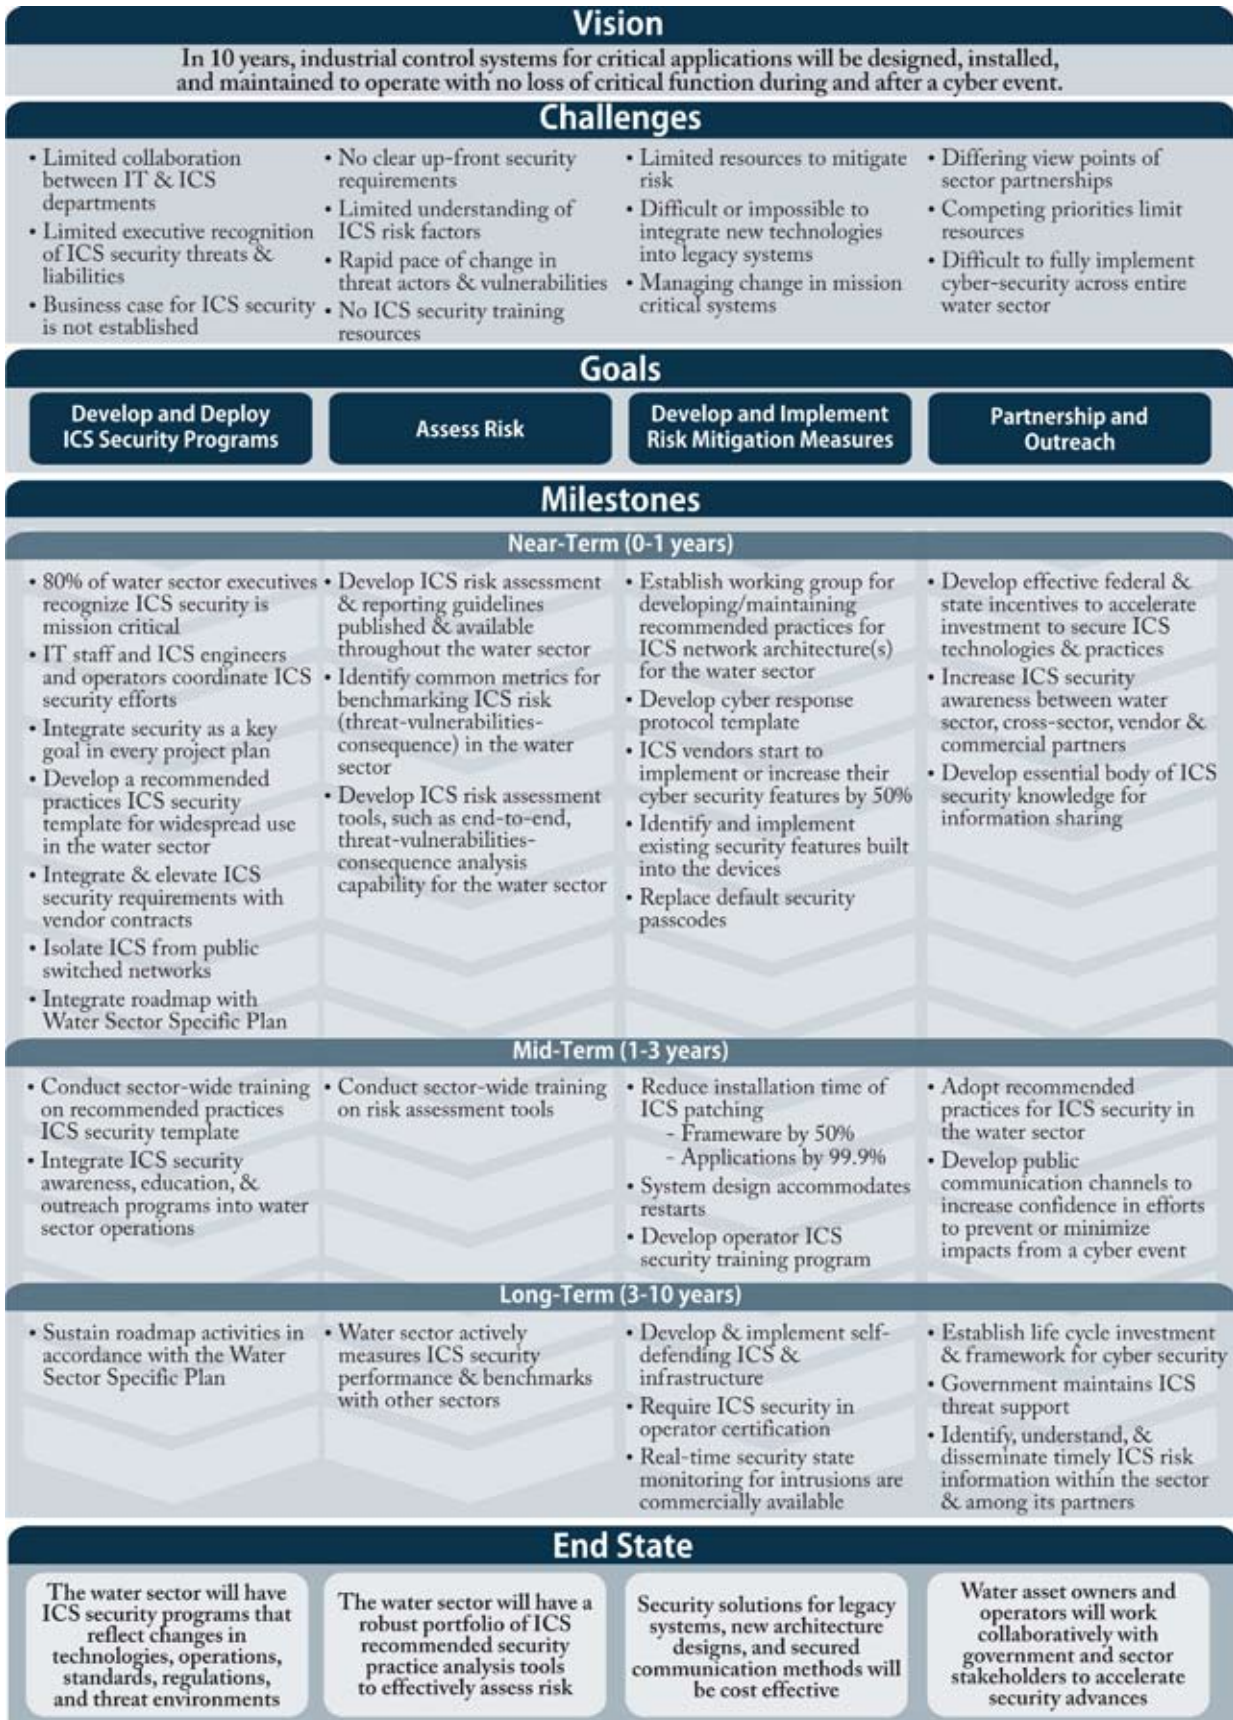 Vision
In 10 years, industrial control systems for critical applications will be designed, installed,
and maintained to operate with no loss of critical function during and after a cyber event.
Challenges
• Limited collaboration
between IT & ICS
departments
• Limited executive recognition
of ICS security threats &
liabilities
• Business case for ICS security
is not established
• No clear up-front security
requirements
• Limited understanding of
ICS risk factors
• Rapid pace of change in
threat actors & vulnerabilities
• No ICS security training
resources
• Limited resources to mitigate
risk
• Difficult or impossible to
integrate new technologies
into legacy systems
• Managing change in mission
critical systems
• Differing view points of
sector partnerships
• Competing priorities limit
resources
• Difficult to fully implement
cyber-security across entire
water sector
Goals
Develop and Deploy
ICS Security Programs
Assess Risk
Develop and Implement
Risk Mitigation Measures
Partnership and
Outreach
Milestones
Near-Term (0-1 years)
• 80% of water sector executives
recognize ICS security is
mission critical
• IT staff and ICS engineers
and operators coordinate ICS
security efforts
• Integrate security as a key
goal in every project plan
• Develop a recommended
practices ICS security
template for widespread use
in the water sector
• Integrate & elevate ICS
security requirements with
vendor contracts
• Isolate ICS from public
switched networks
• Integrate roadmap with
Water Sector Specific Plan
• Develop ICS risk assessment
& reporting guidelines
published & available
throughout the water sector
• Identify common metrics for
benchmarking ICS risk
(threat-vulnerabilities-
consequence) in the water
sector
• Develop ICS risk assessment
tools, such as end-to-end,
threat-vulnerabilities-
consequence analysis
capability for the water sector
• Establish working group for
developing/maintaining
recommended practices for
ICS network architecture(s)
for the water sector
• Develop cyber response
protocol template
• ICS vendors start to
implement or increase their
cyber security features by 50%
• Identify and implement
existing security features built
into the devices
• Replace default security
passcodes
• Develop effective federal &
state incentives to accelerate
investment to secure ICS
technologies & practices
• Increase ICS security
awareness between water
sector, cross-sector, vendor &
commercial partners
• Develop essential body of ICS
security knowledge for
information sharing
Mid-Term (1-3 years)
• Conduct sector-wide training
on recommended practices
ICS security template
• Integrate ICS security
awareness, education, &
outreach programs into water
sector operations
• Conduct sector-wide training
on risk assessment tools
• Reduce installation time of
ICS patching
- Frameware by 50%
- Applications by 99.9%
• System design accommodates
restarts
• Develop operator ICS
security training program
• Adopt recommended
practices for ICS security in
the water sector
• Develop public
communication channels to
increase confidence in efforts
to prevent or minimize
impacts from a cyber event
Long-Term (3-10 years)
• Sustain roadmap activities in
accordance with the Water
Sector Specific Plan
• Water sector actively
measures ICS security
performance & benchmarks
with other sectors
• Develop & implement self-
defending ICS &
infrastructure
• Require ICS security in
operator certification
• Real-time security state
monitoring for intrusions are
commercially available
• Establish life cycle investment
& framework for cyber security
• Government maintains ICS
threat support
• Identify, understand, &
disseminate timely ICS risk
information within the sector
& among its partners
End State
The water sector will have
ICS security programs that
reflect changes in
technologies, operations,
standards, regulations,
and threat environments
The water sector will have a
robust portfolio of ICS
recommended security
practice analysis tools
to effectively assess risk
Security solutions for legacy
systems, new architecture
designs, and secured
communication methods will
be cost effective
Water asset owners and
operators will work
collaboratively with
government and sector
stakeholders to accelerate
security advances